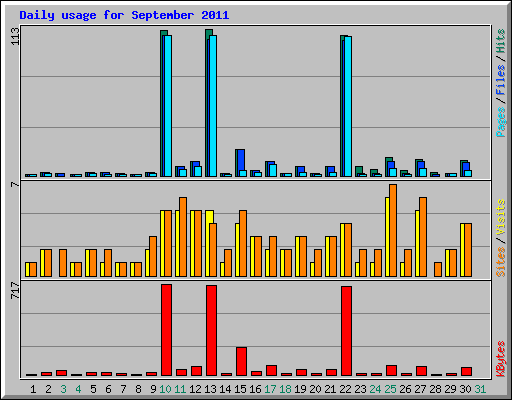 Daily usage for September 2011
113
Pages / Files / Hits
7
Sites / Visits
717
KBytes
1 2 3 4 5 6 7 8 9 10 11 12 13 14 15 16 17 18 19 20 21 22 23 24 25 26 27 28 29 30 31